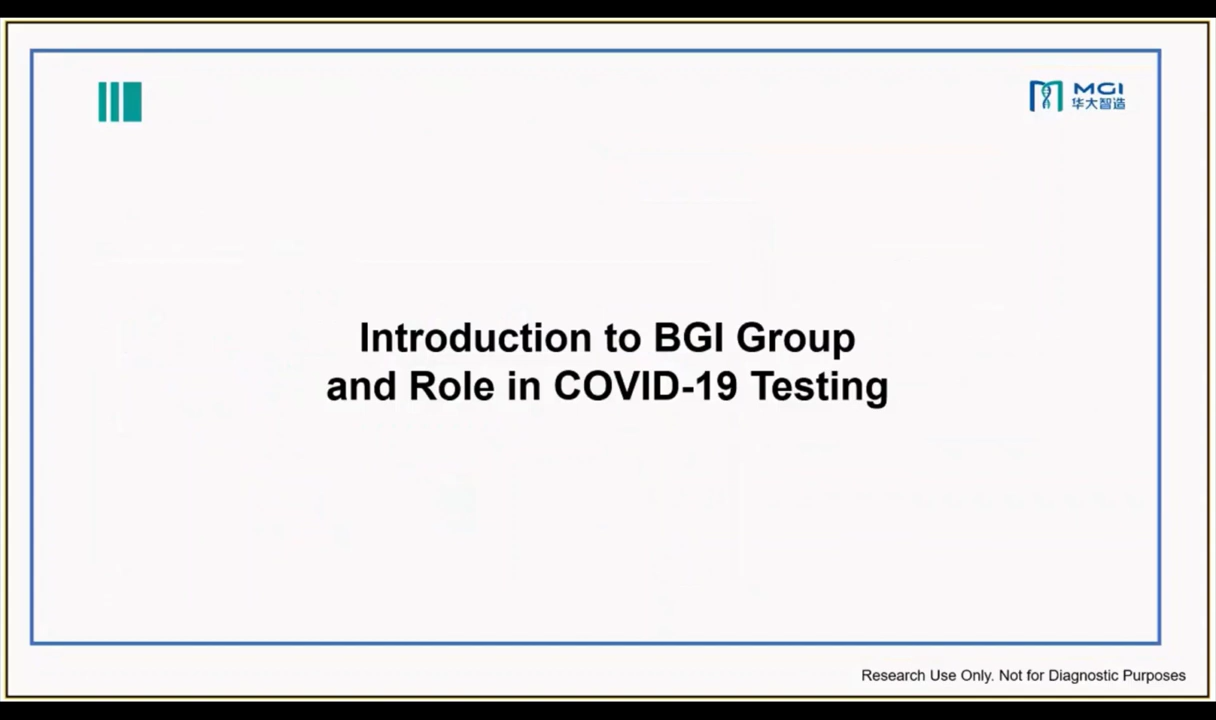 MGI
华大智造
Introduction to BGI Group
and Role in COVID-19 Testing
Research Use Only. Not for Diagnostic Purposes